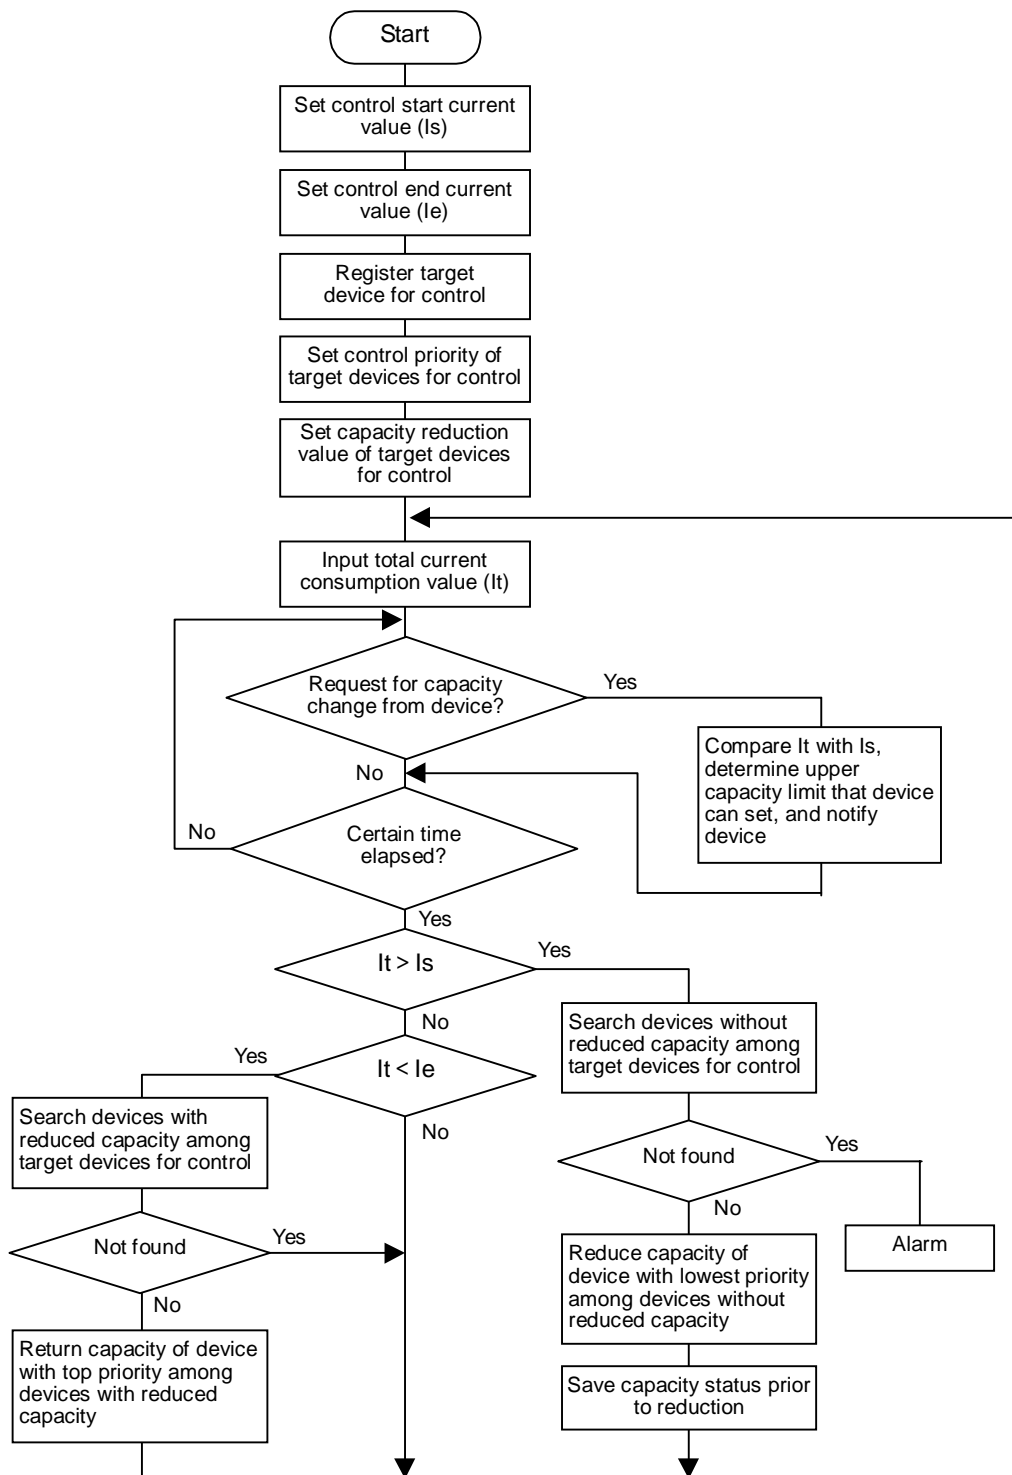 Start
Set control start current
value (Is)
Set control end current
value (Ie)
Register target
device for control
Set control priority of
target devices for control
Set capacity reduction
value of target devices
for control
Input total current
consumption value (It)
Request for capacity
change from device?
Yes
Compare It with Is,
determine upper
capacity limit that device
can set, and notify
device
No
No
Certain time
elapsed?
Yes
It > Is
Yes
No
Search devices without
reduced capacity among
target devices for control
Yes
It < Ie
No
Search devices with
reduced capacity among
target devices for control
Not found
Yes
No
Alarm
Not found
Yes
No
Reduce capacity of
device with lowest priority
among devices without
reduced capacity
Return capacity of device
with top priority among
devices with reduced
capacity
Save capacity status prior
to reduction